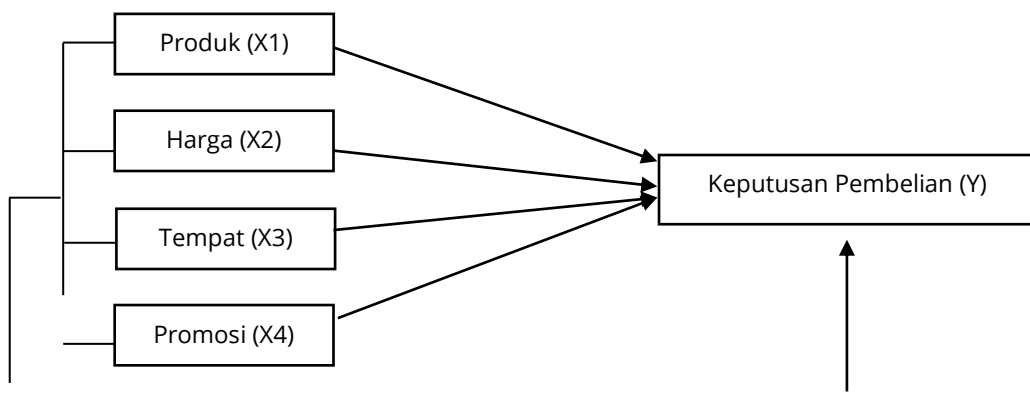 Produk (X1)
Harga (X2)
Keputusan Pembelian (Y)
Tempat (X3)
Promosi (X4)